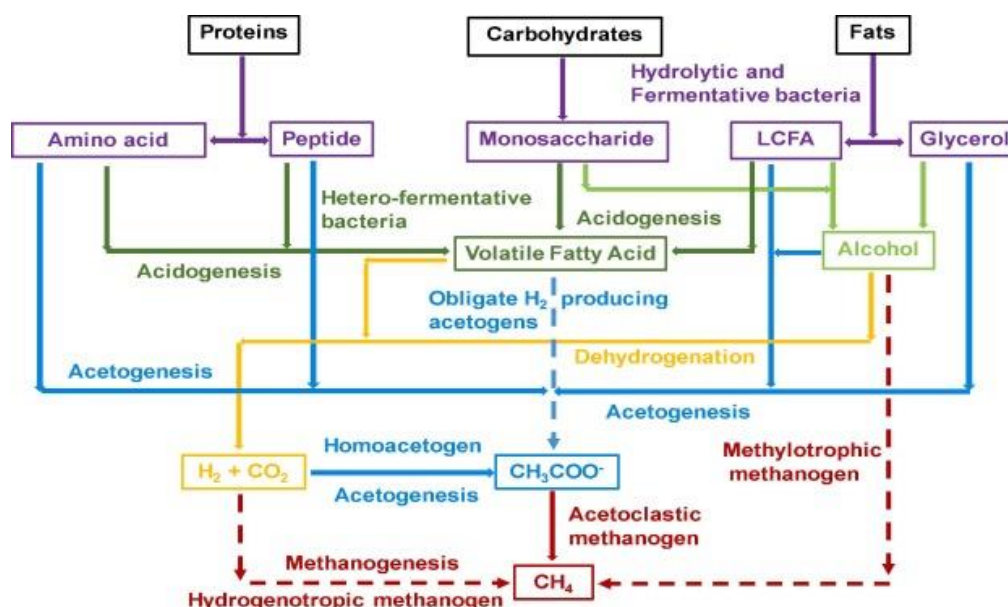 Proteins
Carbohydrates
Fats
Hydrolytic and
Fermentative bacteria
Amino acid
Peptide
Monosaccharide
LCFA
Glycerol
Hetero-fermentative
bacteria
Acidogenesis
Acidogenesis
Volatile Fatty Acid
Alcohol
Obligate H₂ producing
acetogens
Dehydrogenation
Acetogenesis
Acetogenesis
Homoacetogen
Methylotrophic
methanogen
H₂ + CO₂
CH₃COO⁻
Acetogenesis
Acetoclastic
methanogen
Methanogenesis
CH₄
Hydrogenotropic methanogen